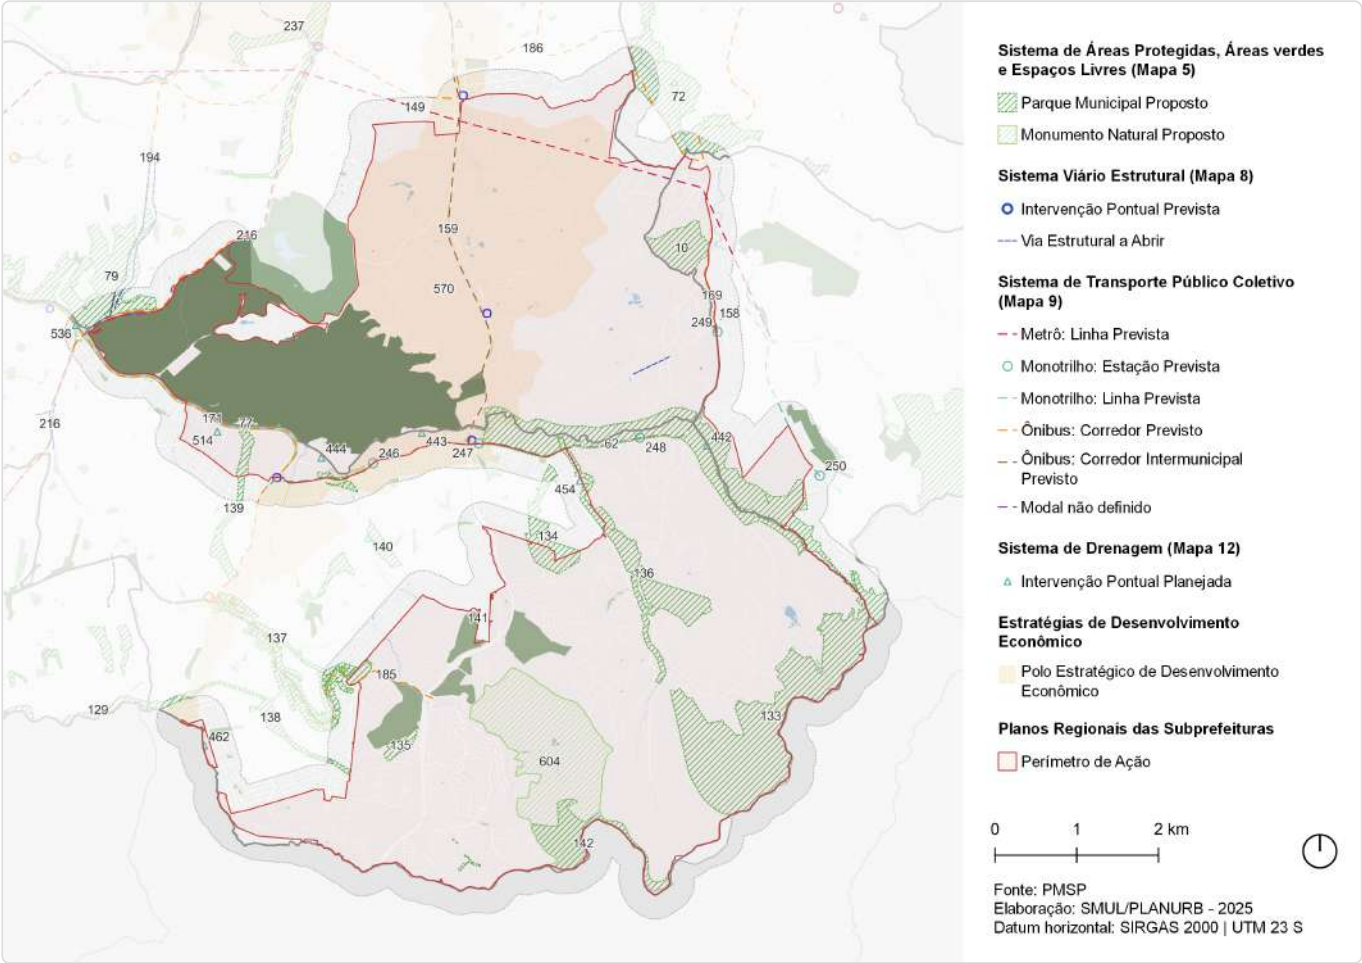 237
186
72
149
194
159
216
10
79
570
169
249
158
536
171
77
514
444
443
246
247
62
248
442
216
250
139
454
134
140
136
141
137
185
129
138
462
135
604
133
142
Sistema de Áreas Protegidas, Áreas verdes
e Espaços Livres (Mapa 5)
Parque Municipal Proposto
Monumento Natural Proposto
Sistema Viário Estrutural (Mapa 8)
Intervenção Pontual Prevista
Via Estrutural a Abrir
Sistema de Transporte Público Coletivo
(Mapa 9)
Metrô: Linha Prevista
Monotrilho: Estação Prevista
Monotrilho: Linha Prevista
Ônibus: Corredor Previsto
Ônibus: Corredor Intermunicipal
Previsto
Modal não definido
Sistema de Drenagem (Mapa 12)
Intervenção Pontual Planejada
Estratégias de Desenvolvimento
Econômico
Polo Estratégico de Desenvolvimento
Econômico
Planos Regionais das Subprefeituras
Perímetro de Ação
0 1 2 km
Fonte: PMSP
Elaboração: SMUL/PLANURB - 2025
Datum horizontal: SIRGAS 2000 | UTM 23 S